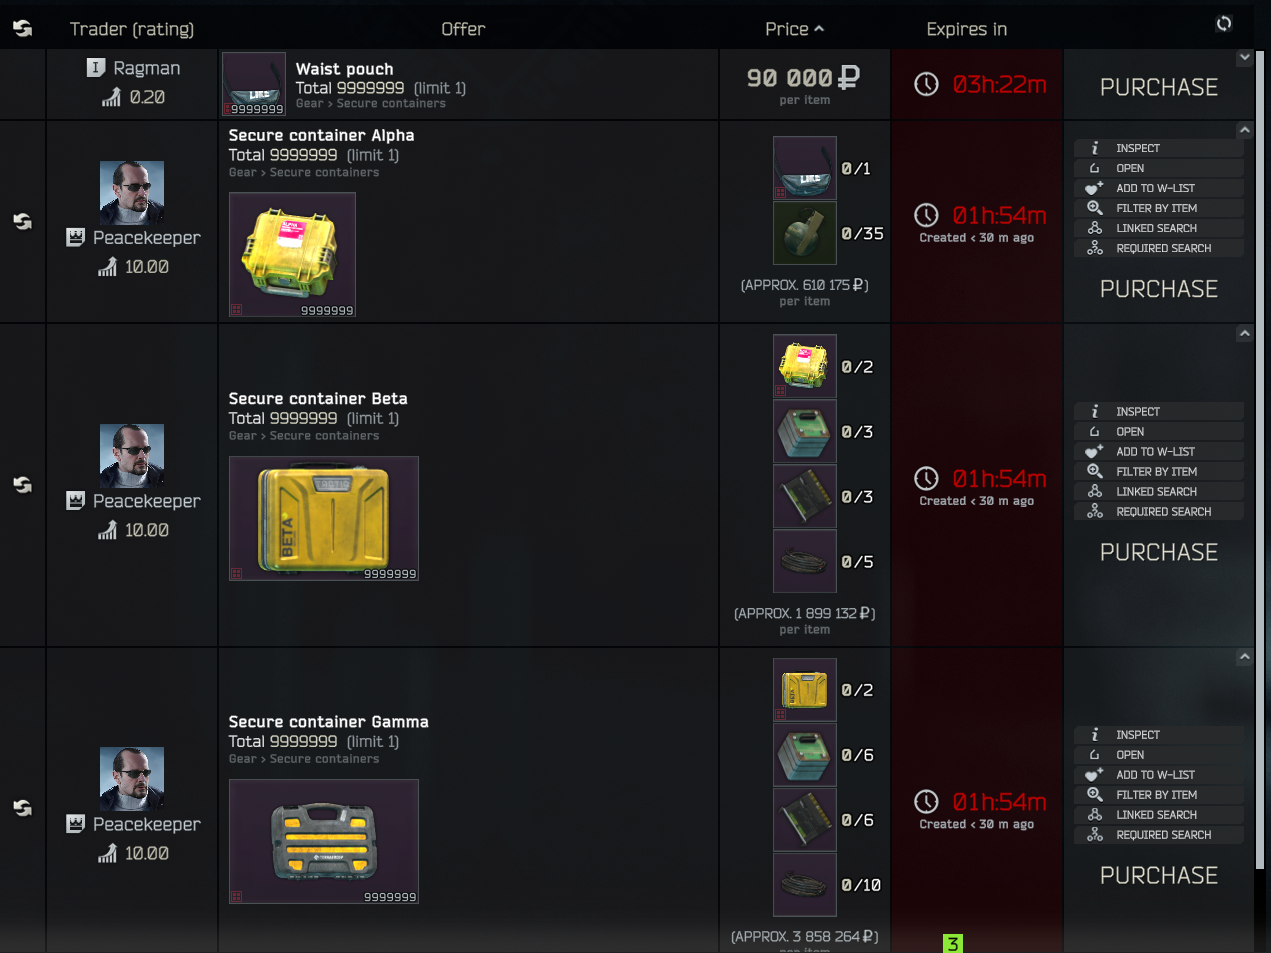 Trader (rating) Offer Price Expires in
I Ragman
0.20
Waist pouch
Total 9999999 (limit 1)
Gear > Secure containers
9999999
90 000 ₽
per item
03h:22m
PURCHASE
Peacekeeper
10.00
Secure container Alpha
Total 9999999 (limit 1)
Gear > Secure containers
ALPHA
9999999
LIKE
0/1
0/35
(APPROX. 610 175 ₽)
per item
01h:54m
Created < 30 m ago
INSPECT
OPEN
ADD TO W-LIST
FILTER BY ITEM
LINKED SEARCH
REQUIRED SEARCH
PURCHASE
Peacekeeper
10.00
Secure container Beta
Total 9999999 (limit 1)
Gear > Secure containers
BETA
9999999
0/2
0/3
0/3
0/5
(APPROX. 1 899 132 ₽)
per item
01h:54m
Created < 30 m ago
INSPECT
OPEN
ADD TO W-LIST
FILTER BY ITEM
LINKED SEARCH
REQUIRED SEARCH
PURCHASE
Peacekeeper
10.00
Secure container Gamma
Total 9999999 (limit 1)
Gear > Secure containers
9999999
0/2
0/6
0/6
0/10
(APPROX. 3 858 264 ₽)
per item
01h:54m
Created < 30 m ago
INSPECT
OPEN
ADD TO W-LIST
FILTER BY ITEM
LINKED SEARCH
REQUIRED SEARCH
PURCHASE
3